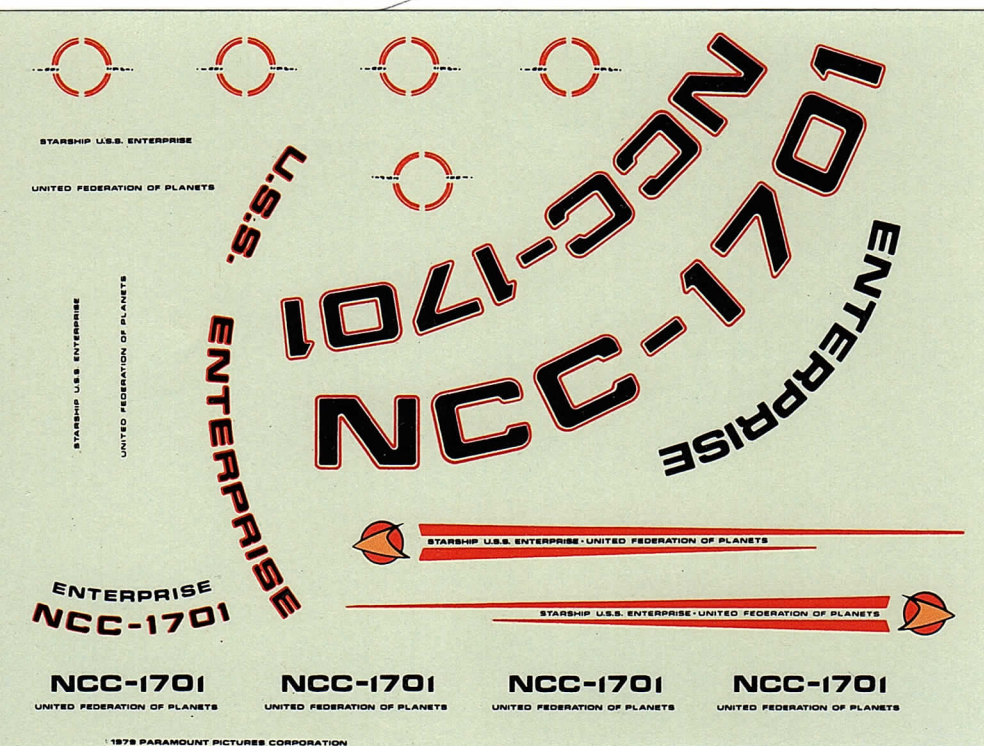 STARSHIP U.S.S. ENTERPRISE
UNITED FEDERATION OF PLANETS
U.S.S. ENTERPRISE
NCC-1701
NCC-1701
ENTERPRISE
STARSHIP U.S.S. ENTERPRISE
UNITED FEDERATION OF PLANETS
STARSHIP U.S.S. ENTERPRISE - UNITED FEDERATION OF PLANETS
STARSHIP U.S.S. ENTERPRISE - UNITED FEDERATION OF PLANETS
ENTERPRISE
NCC-1701
NCC-1701
UNITED FEDERATION OF PLANETS
NCC-1701
UNITED FEDERATION OF PLANETS
NCC-1701
UNITED FEDERATION OF PLANETS
NCC-1701
UNITED FEDERATION OF PLANETS
1979 PARAMOUNT PICTURES CORPORATION